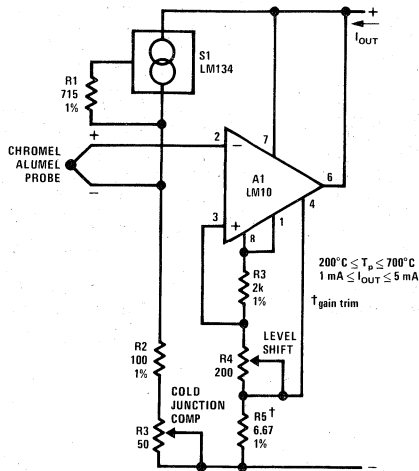 +
I OUT
S1
LM134
R1
715
1%
+
CHROMEL
ALUMEL
PROBE
−
2
−
7
A1
LM10
6
4
3
+
8
1
200°C ≤ Tp ≤ 700°C
1 mA ≤ IOUT ≤ 5 mA
†gain trim
R3
2k
1%
LEVEL
SHIFT
R4
200
R2
100
1%
COLD
JUNCTION
COMP
R3
50
R5†
6.67
1%
−